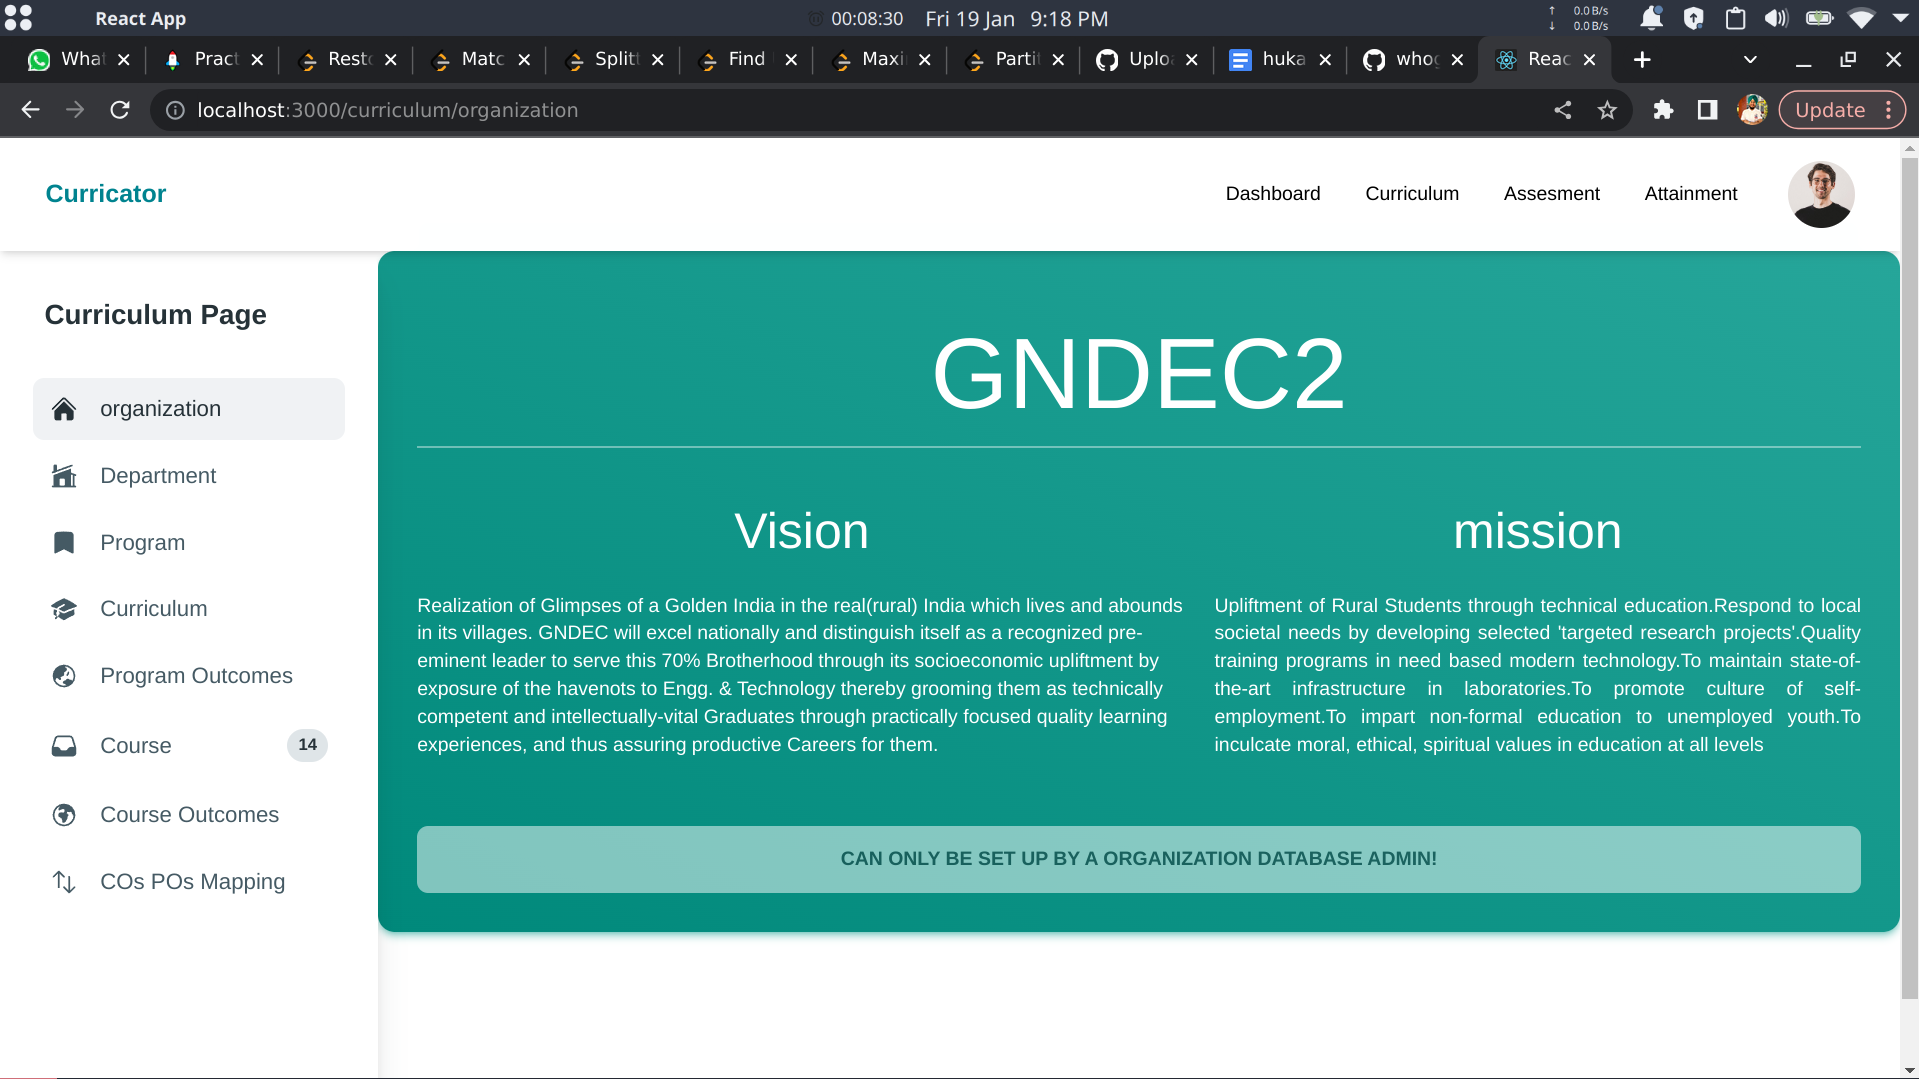 React App
00:08:30 Fri 19 Jan 9:18 PM
↑ 0.0 B/s
↓ 0.0 B/s
What Pract Resto Matc Splitt Find Maxi Partit Uploa huka whog Reac
localhost:3000/curriculum/organization
Update
Curricator
Dashboard Curriculum Assesment Attainment
Curriculum Page
organization
Department
Program
Curriculum
Program Outcomes
Course 14
Course Outcomes
COs POs Mapping
GNDEC2
Vision
Realization of Glimpses of a Golden India in the real(rural) India which lives and abounds
in its villages. GNDEC will excel nationally and distinguish itself as a recognized pre-
eminent leader to serve this 70% Brotherhood through its socioeconomic upliftment by
exposure of the havenots to Engg. & Technology thereby grooming them as technically
competent and intellectually-vital Graduates through practically focused quality learning
experiences, and thus assuring productive Careers for them.
mission
Upliftment of Rural Students through technical education.Respond to local
societal needs by developing selected 'targeted research projects'.Quality
training programs in need based modern technology.To maintain state-of-
the-art infrastructure in laboratories.To promote culture of self-
employment.To impart non-formal education to unemployed youth.To
inculcate moral, ethical, spiritual values in education at all levels
CAN ONLY BE SET UP BY A ORGANIZATION DATABASE ADMIN!